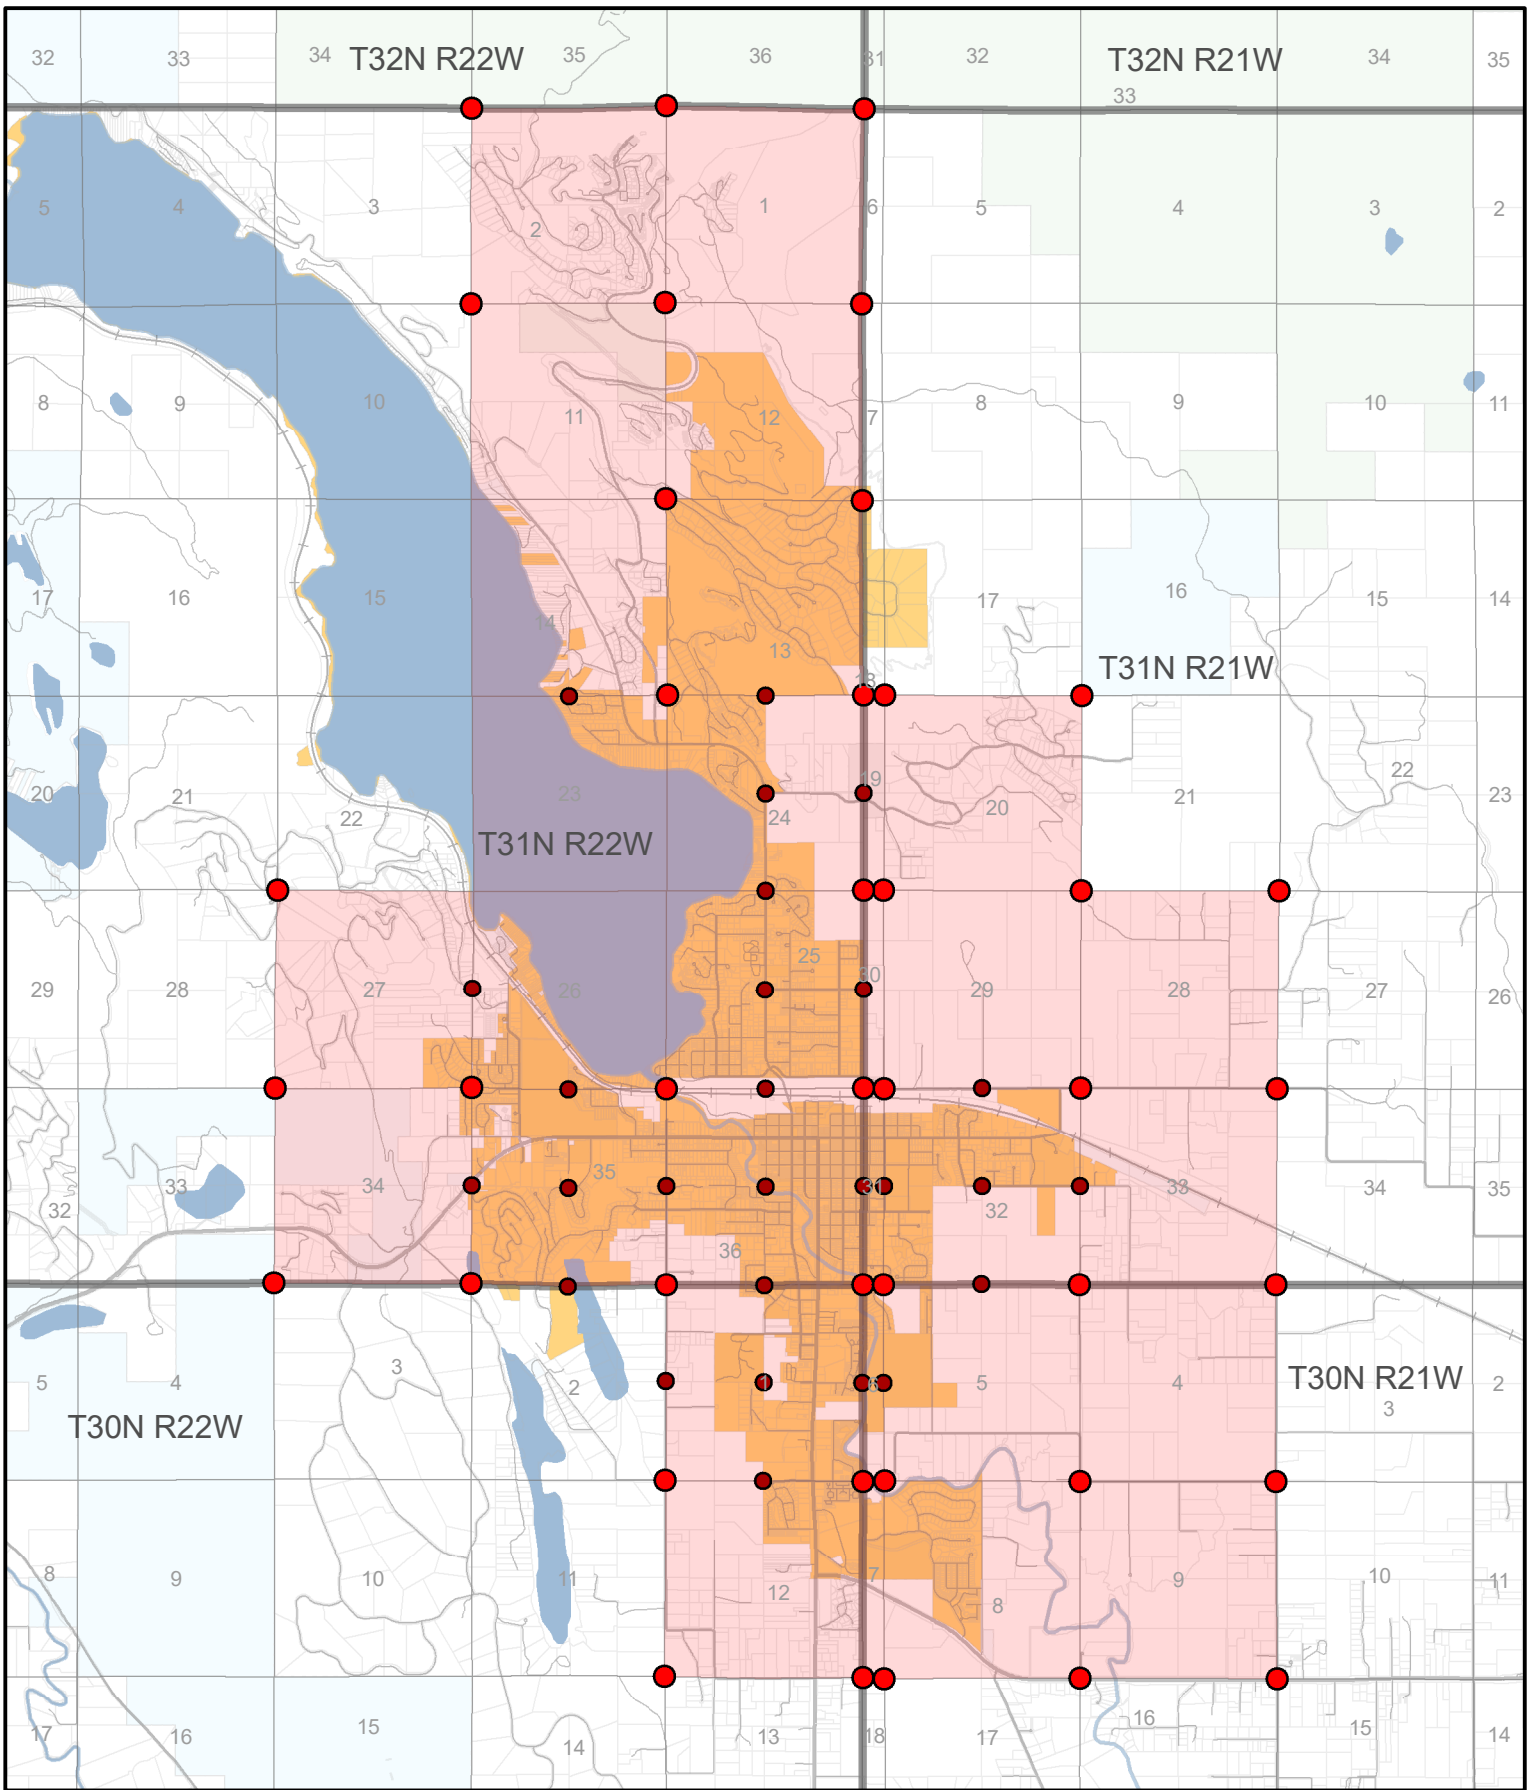 32 33 34 T32N R22W 35 36 31 32 T32N R21W 34 35
33
5 4 3 2 1 6 5 4 3 2
8 9 10 11 12 7 8 9 10 11
17 16 15 14 13 18 17 16 15 14
T31N R21W
20 21 22 23 24 19 20 21 22 23
T31N R22W
29 28 27 26 25 30 29 28 27 26
32 33 34 35 36 31 32 33 34 35
5 4 3 2 1 6 5 4 T30N R21W 3 2
T30N R22W
8 9 10 11 12 7 8 9 10 11
17 16 15 14 13 18 17 16 15 14